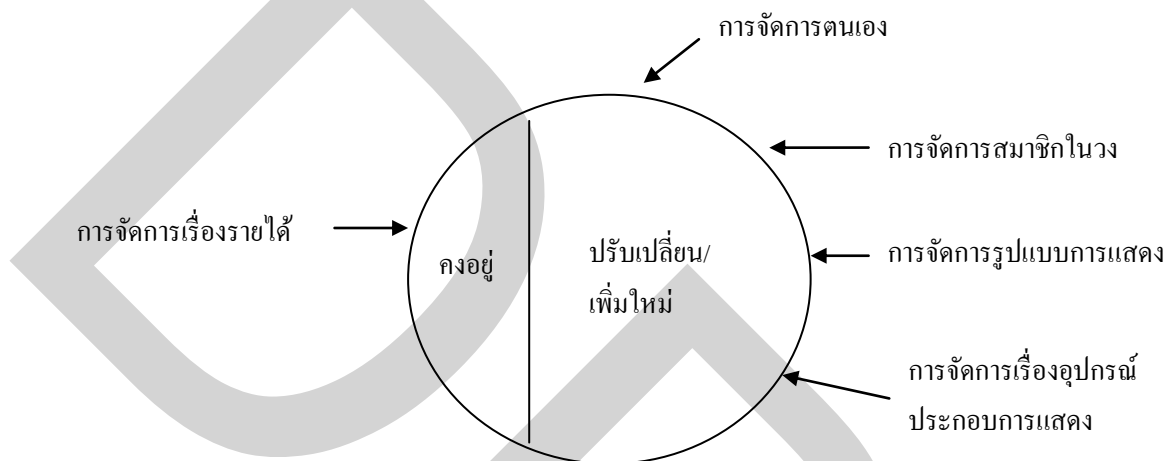 การจัดการตนเอง
การจัดการสมาชิกในวง
การจัดการเรื่องรายได้
คงอยู่
ปรับเปลี่ยน/
เพิ่มใหม่
การจัดการรูปแบบการแสดง
การจัดการเรื่องอุปกรณ์
ประกอบการแสดง